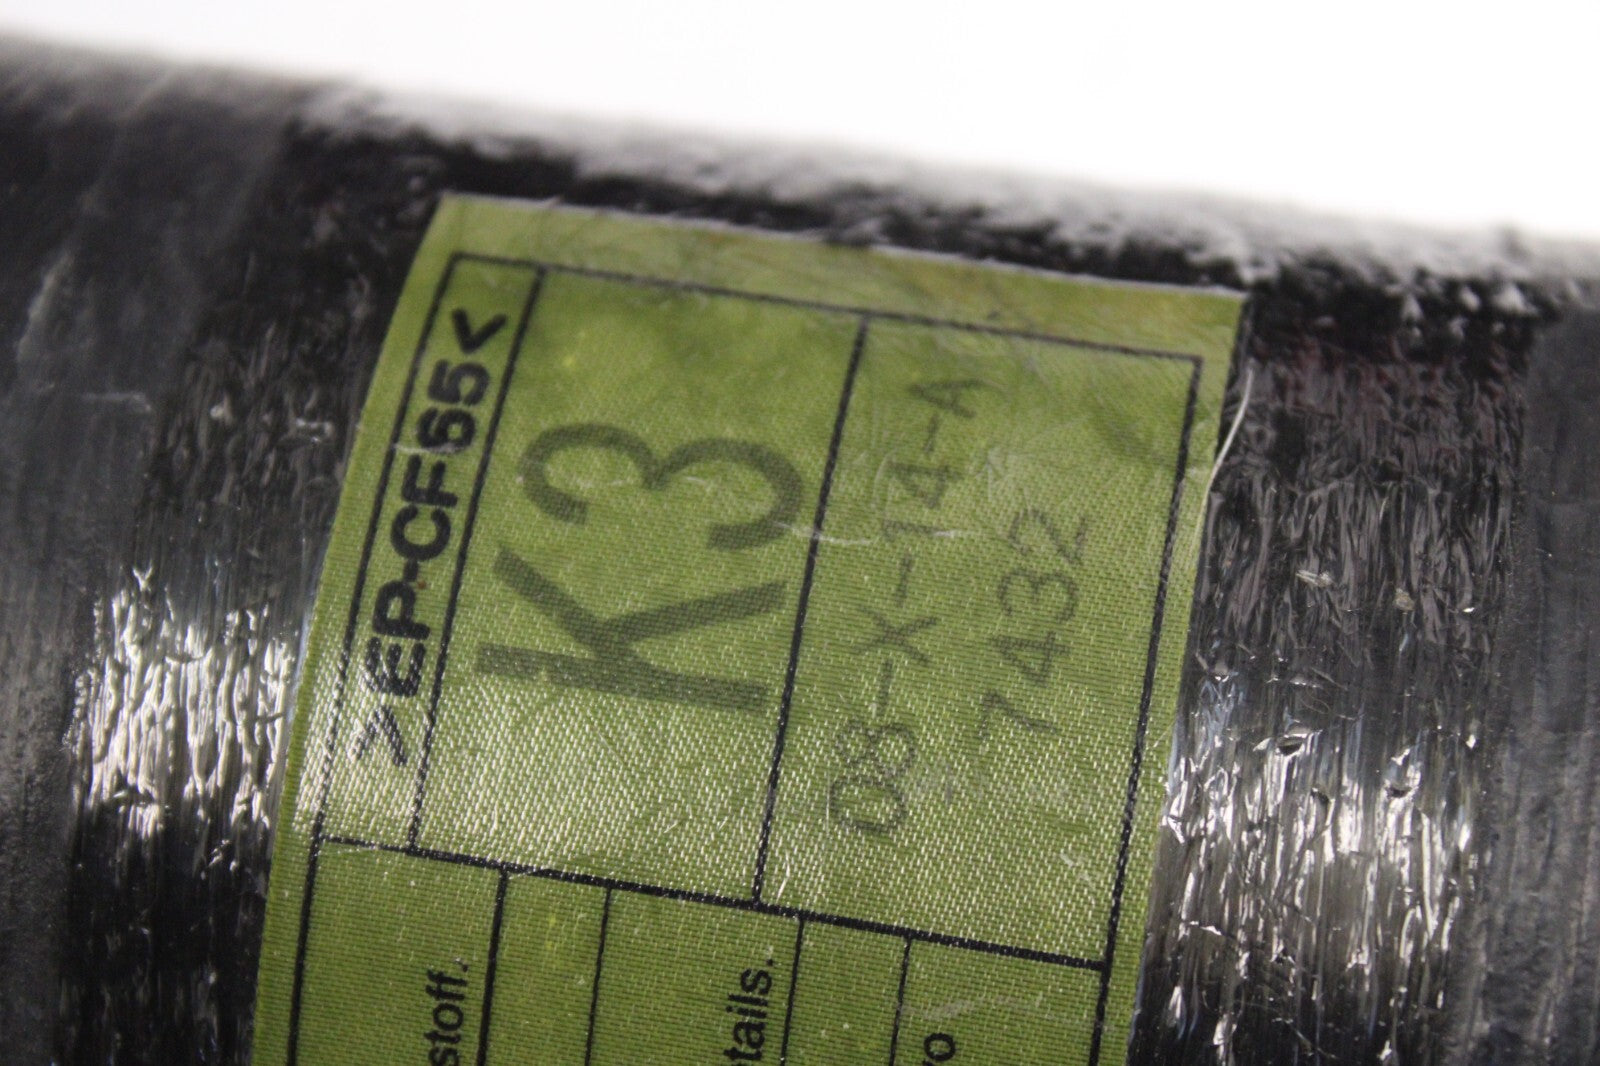 >EP-CF65<
K3
08-X-14-A
7432
stoff.
tails.